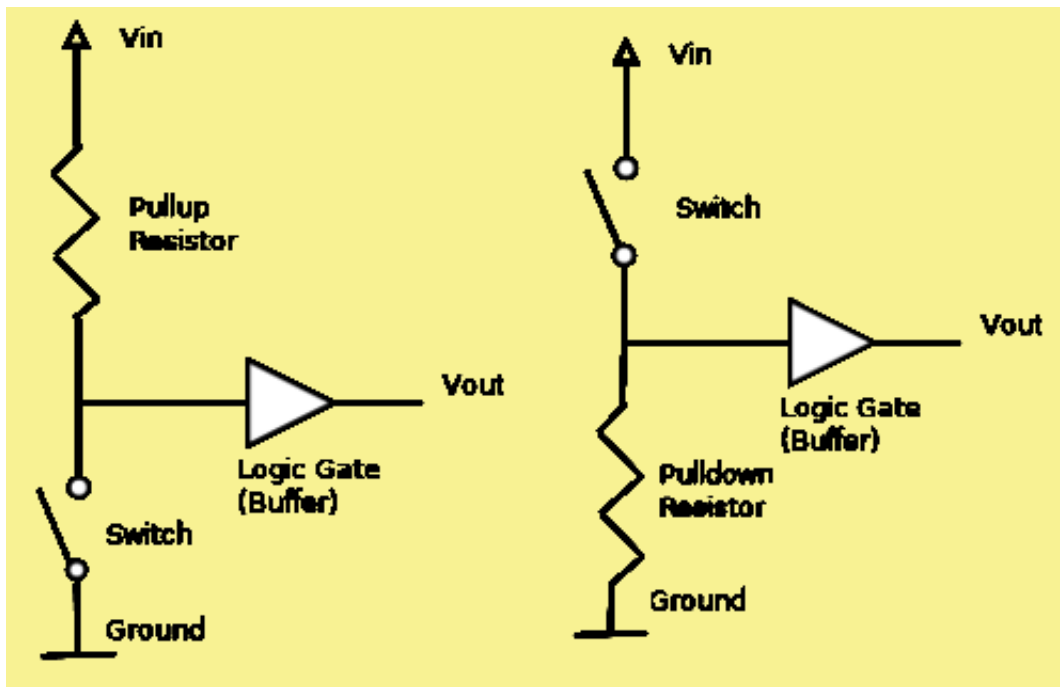 Vin
Pullup
Resistor
Vout
Logic Gate
(Buffer)
Switch
Ground
Vin
Switch
Vout
Logic Gate
(Buffer)
Pulldown
Resistor
Ground